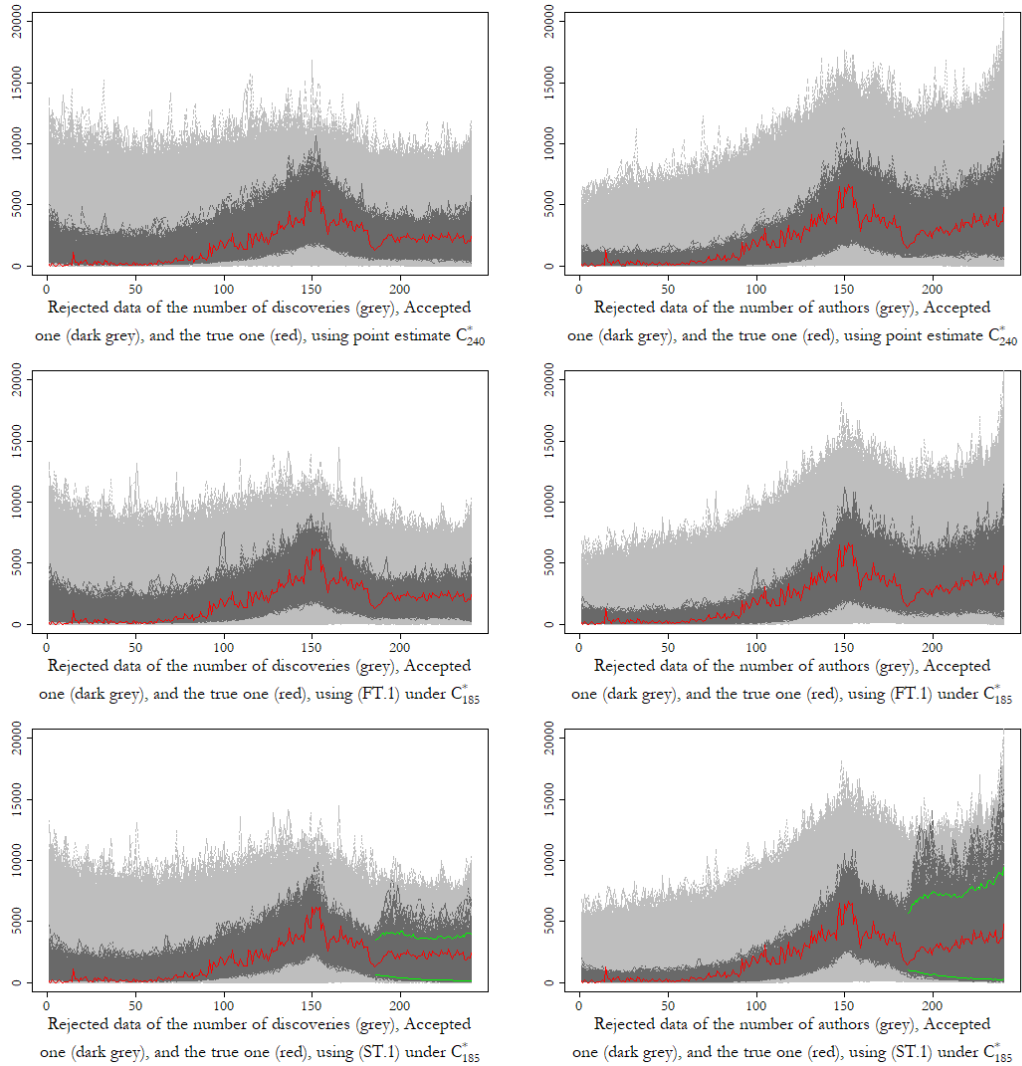 20000
15000
10000
5000
0
0 50 100 150 200
Rejected data of the number of discoveries (grey), Accepted
one (dark grey), and the true one (red), using point estimate C*240
20000
15000
10000
5000
0
0 50 100 150 200
Rejected data of the number of authors (grey), Accepted
one (dark grey), and the true one (red), using point estimate C*240
20000
15000
10000
5000
0
0 50 100 150 200
Rejected data of the number of discoveries (grey), Accepted
one (dark grey), and the true one (red), using (FT.1) under C*185
20000
15000
10000
5000
0
0 50 100 150 200
Rejected data of the number of authors (grey), Accepted
one (dark grey), and the true one (red), using (FT.1) under C*185
20000
15000
10000
5000
0
0 50 100 150 200
Rejected data of the number of discoveries (grey), Accepted
one (dark grey), and the true one (red), using (ST.1) under C*185
20000
15000
10000
5000
0
0 50 100 150 200
Rejected data of the number of authors (grey), Accepted
one (dark grey), and the true one (red), using (ST.1) under C*185